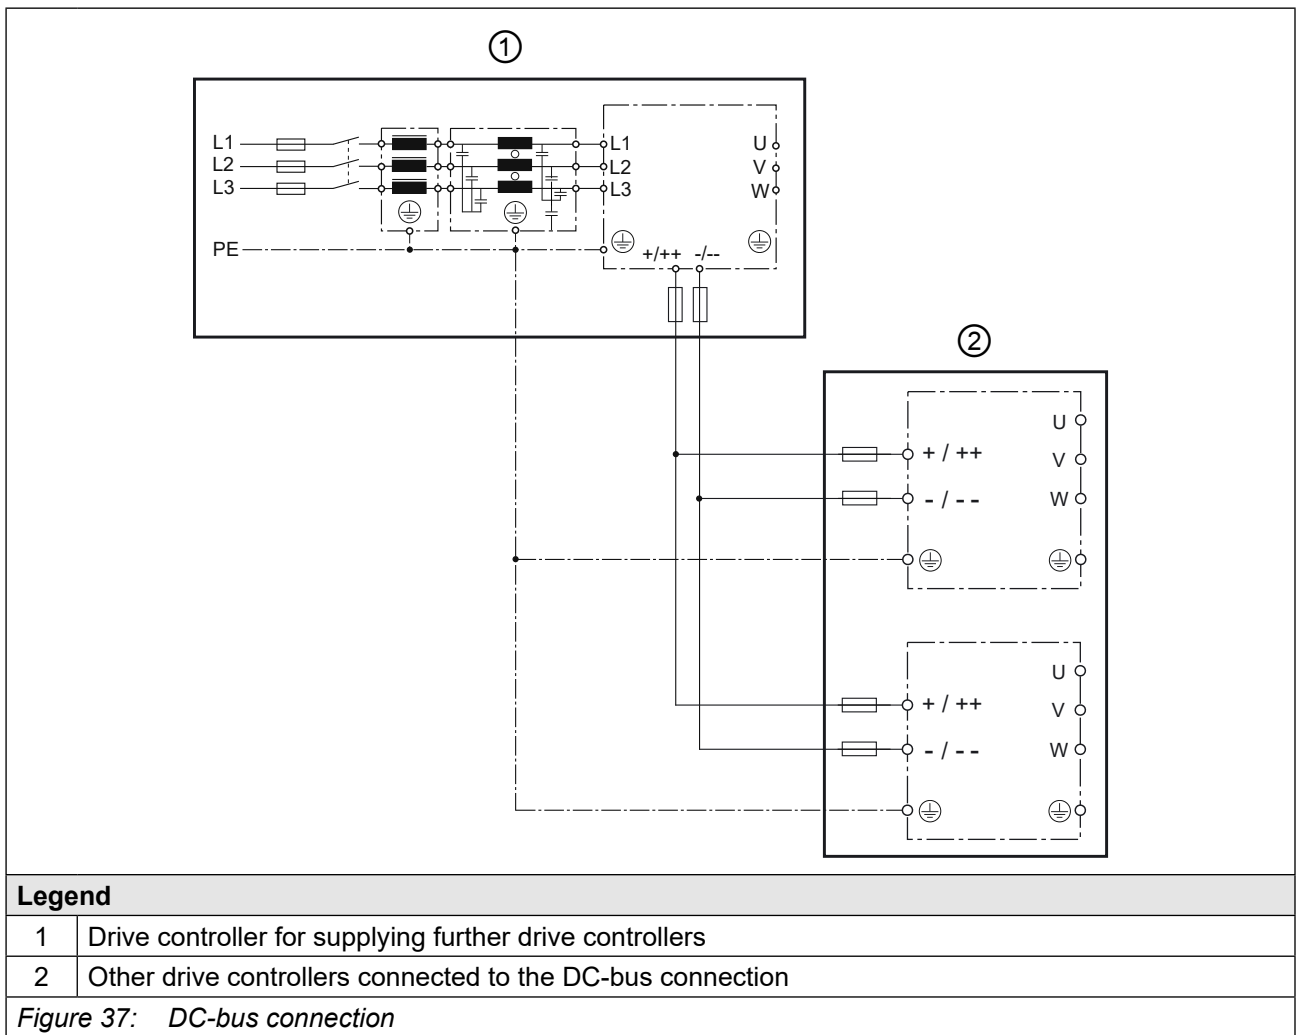 1
L1
L2
L3
PE
L1
L2
L3
U
V
W
+/++ -/--
2
U
+ / ++
V
- / - -
W
U
+ / ++
V
- / - -
W
Legend
1 Drive controller for supplying further drive controllers
2 Other drive controllers connected to the DC-bus connection
Figure 37: DC-bus connection